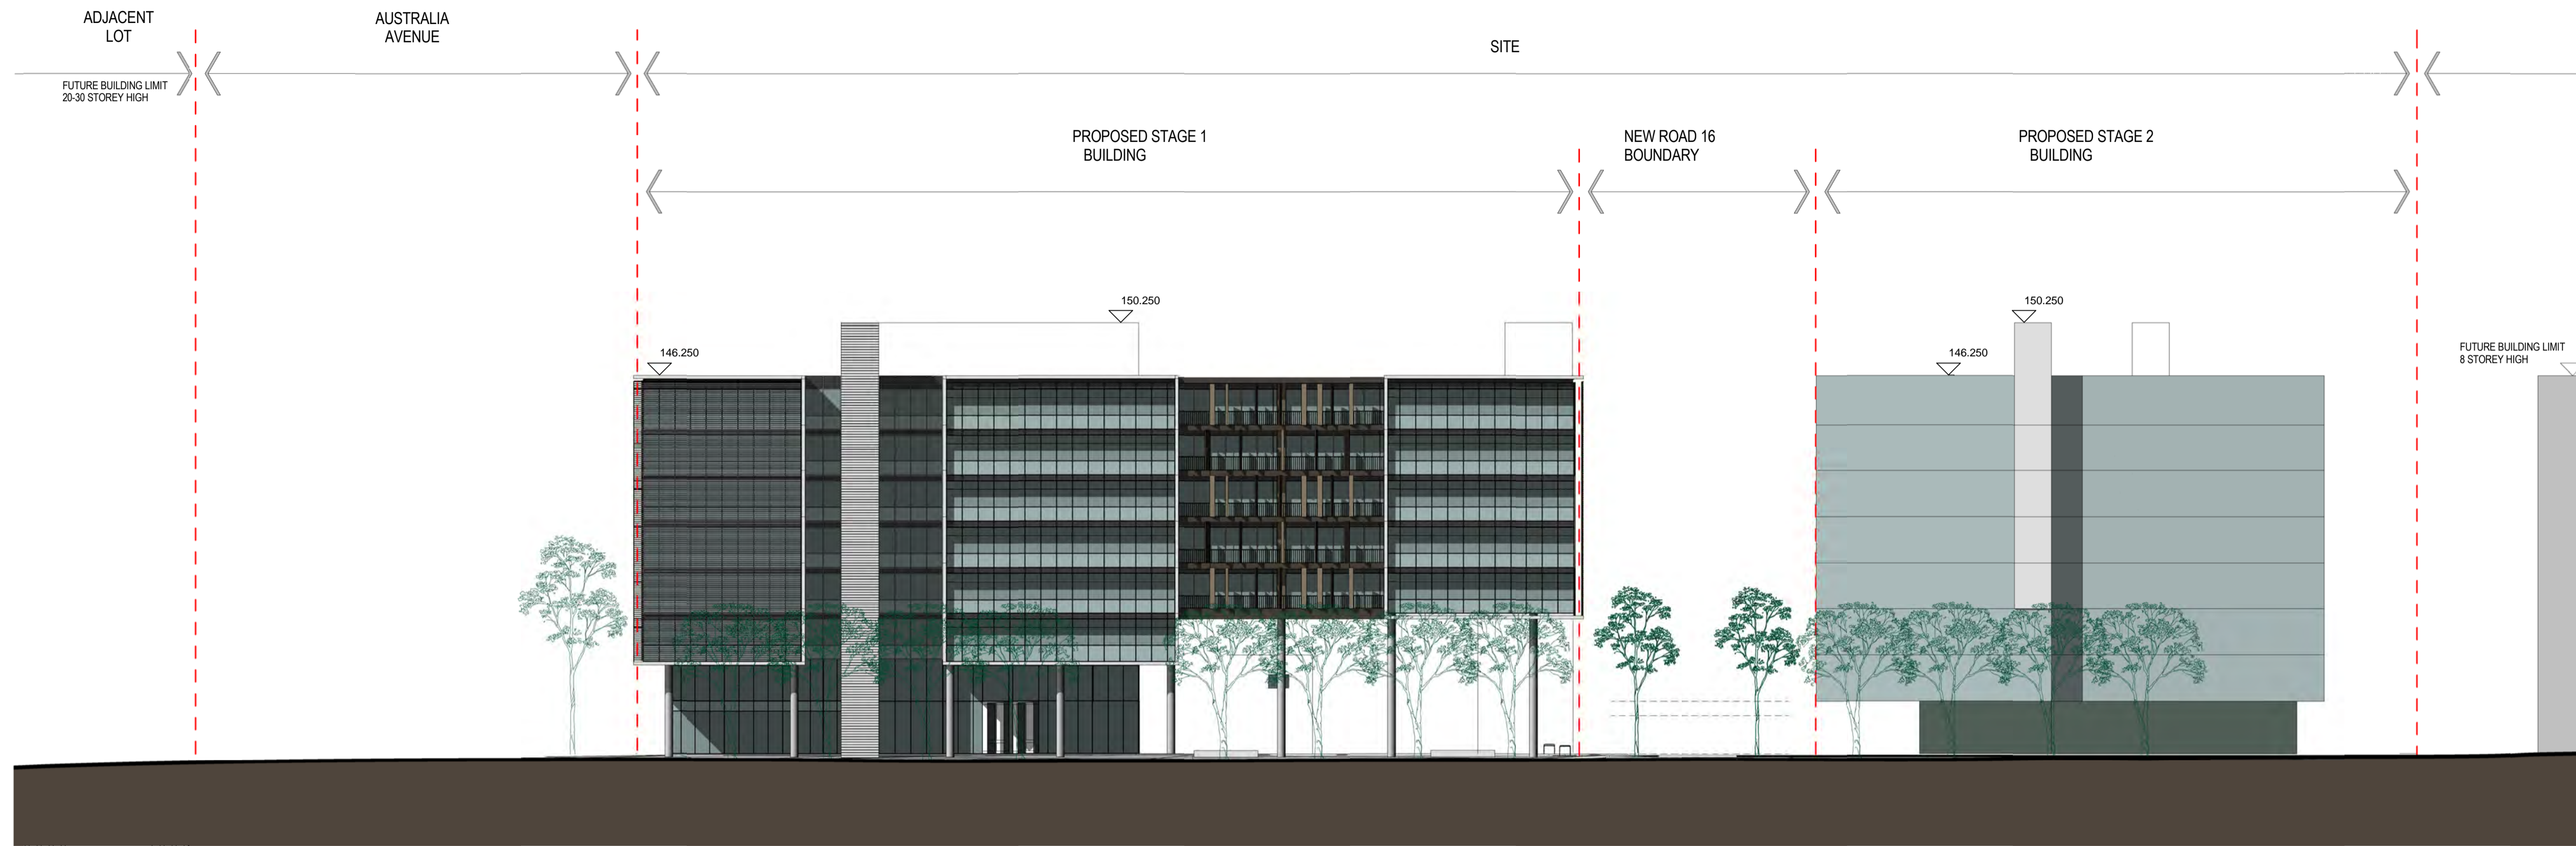 ADJACENT
LOT
AUSTRALIA
AVENUE
SITE
FUTURE BUILDING LIMIT
20-30 STOREY HIGH
PROPOSED STAGE 1
BUILDING
NEW ROAD 16
BOUNDARY
PROPOSED STAGE 2
BUILDING
150.250
146.250
150.250
146.250
FUTURE BUILDING LIMIT
8 STOREY HIGH